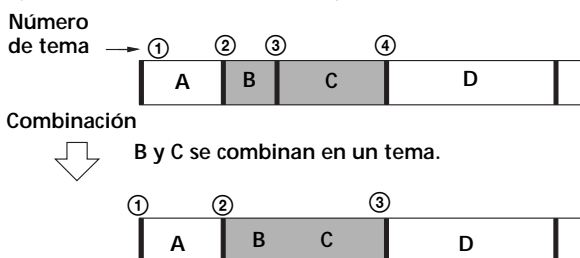 Número
de tema
① ② ③ ④
A B C D
Combinación
B y C se combinan en un tema.
① ② ③
A B C D